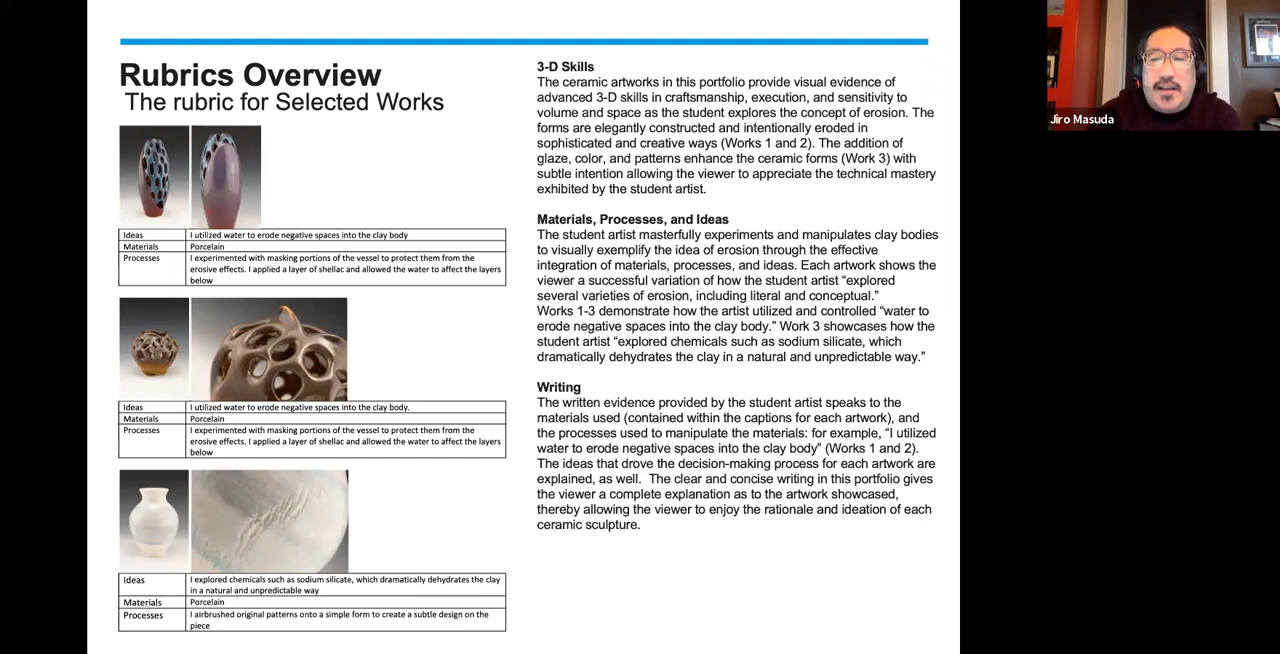 Rubrics Overview
The rubric for Selected Works
Ideas I utilized water to erode negative spaces into the clay body
Materials Porcelain
Processes I experimented with masking portions of the vessel to protect them from the
erosive effects. I applied a layer of shellac and allowed the water to affect the layers
below
Ideas I utilized water to erode negative spaces into the clay body.
Materials Porcelain
Processes I experimented with masking portions of the vessel to protect them from the
erosive effects. I applied a layer of shellac and allowed the water to affect the layers
below
Ideas I explored chemicals such as sodium silicate, which dramatically dehydrates the clay
in a natural and unpredictable way
Materials Porcelain
Processes I airbrushed original patterns onto a simple form to create a subtle design on the
piece
3-D Skills
The ceramic artworks in this portfolio provide visual evidence of
advanced 3-D skills in craftsmanship, execution, and sensitivity to
volume and space as the student explores the concept of erosion. The
forms are elegantly constructed and intentionally eroded in
sophisticated and creative ways (Works 1 and 2). The addition of
glaze, color, and patterns enhance the ceramic forms (Work 3) with
subtle intention allowing the viewer to appreciate the technical mastery
exhibited by the student artist.
Materials, Processes, and Ideas
The student artist masterfully experiments and manipulates clay bodies
to visually exemplify the idea of erosion through the effective
integration of materials, processes, and ideas. Each artwork shows the
viewer a successful variation of how the student artist “explored
several varieties of erosion, including literal and conceptual.”
Works 1-3 demonstrate how the artist utilized and controlled “water to
erode negative spaces into the clay body.” Work 3 showcases how the
student artist “explored chemicals such as sodium silicate, which
dramatically dehydrates the clay in a natural and unpredictable way.”
Writing
The written evidence provided by the student artist speaks to the
materials used (contained within the captions for each artwork), and
the processes used to manipulate the materials: for example, “I utilized
water to erode negative spaces into the clay body” (Works 1 and 2).
The ideas that drove the decision-making process for each artwork are
explained, as well. The clear and concise writing in this portfolio gives
the viewer a complete explanation as to the artwork showcased,
thereby allowing the viewer to enjoy the rationale and ideation of each
ceramic sculpture.
Jiro Masuda